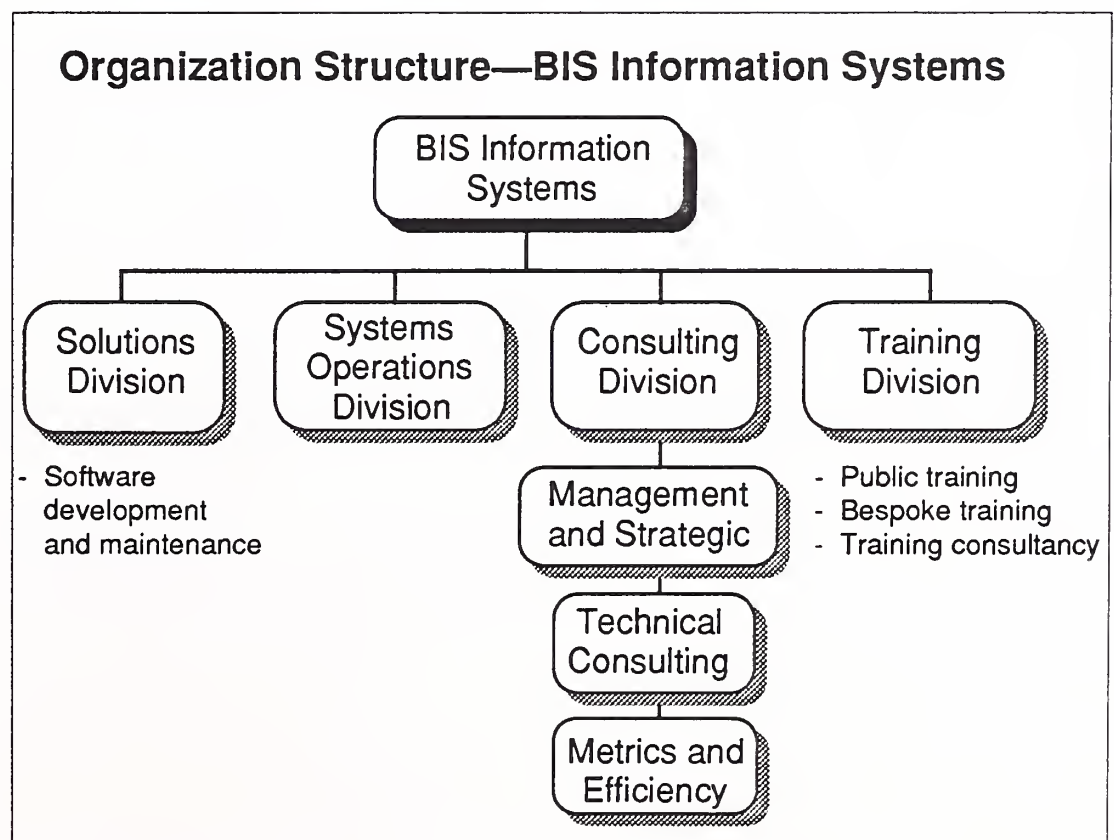 Organization Structure—BIS Information Systems
BIS Information
Systems
Solutions
Division
Systems
Operations
Division
Consulting
Division
Training
Division
- Software
development
and maintenance
Management
and Strategic
- Public training
- Bespoke training
- Training consultancy
Technical
Consulting
Metrics and
Efficiency